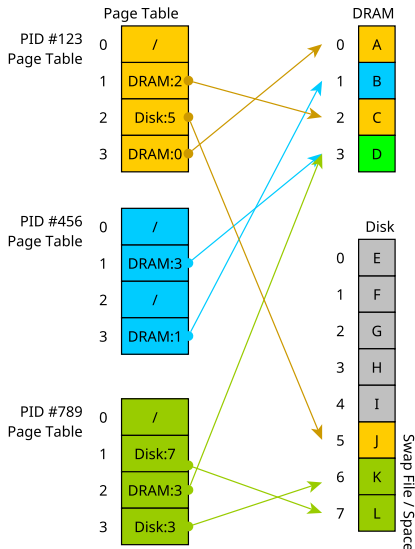 Page Table
PID #123
Page Table
0 /
1 DRAM:2
2 Disk:5
3 DRAM:0
PID #456
Page Table
0 /
1 DRAM:3
2 /
3 DRAM:1
PID #789
Page Table
0 /
1 Disk:7
2 DRAM:3
3 Disk:3
DRAM
0 A
1 B
2 C
3 D
Disk
0 E
1 F
2 G
3 H
4 I
5 J
6 K
7 L
Swap File / Space